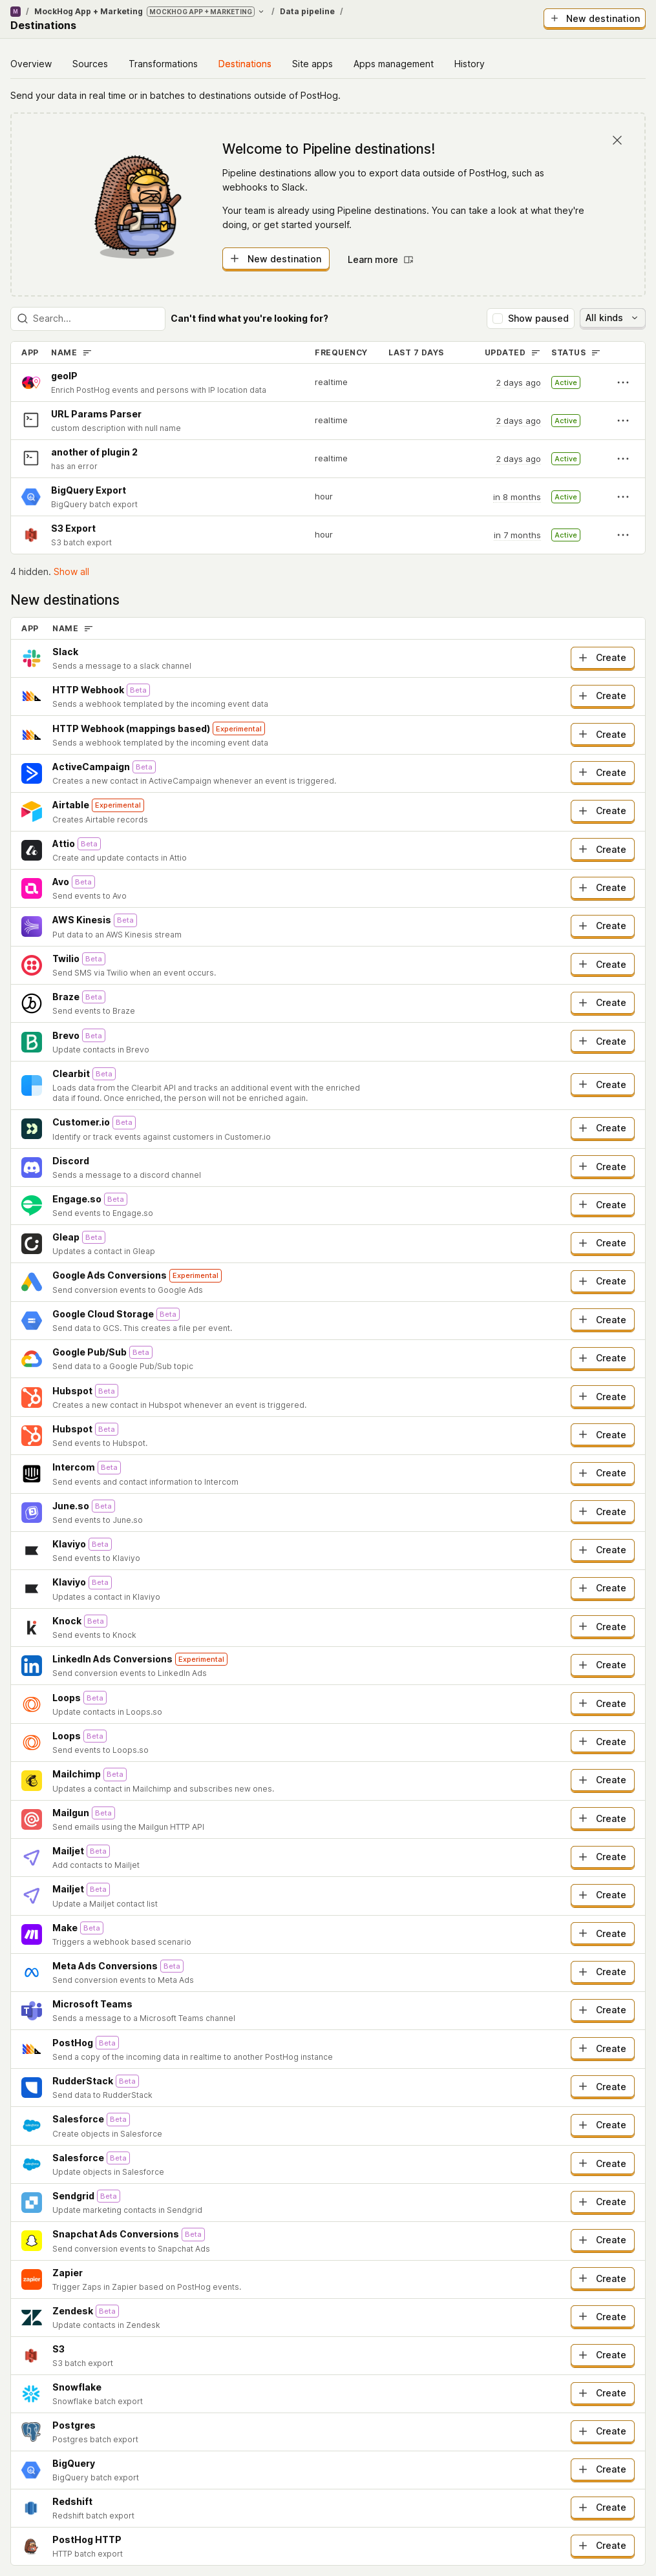 M / MockHog App + Marketing MOCKHOG APP + MARKETING / Data pipeline /
Destinations
New destination
Overview Sources Transformations Destinations Site apps Apps management History
Send your data in real time or in batches to destinations outside of PostHog.
Welcome to Pipeline destinations!
Pipeline destinations allow you to export data outside of PostHog, such as
webhooks to Slack.
Your team is already using Pipeline destinations. You can take a look at what they're
doing, or get started yourself.
New destination Learn more
Search... Can't find what you're looking for? Show paused All kinds
APP NAME FREQUENCY LAST 7 DAYS UPDATED STATUS
geoIP
Enrich PostHog events and persons with IP location data
realtime 2 days ago Active
URL Params Parser
custom description with null name
realtime 2 days ago Active
another of plugin 2
has an error
realtime 2 days ago Active
BigQuery Export
BigQuery batch export
hour in 8 months Active
S3 Export
S3 batch export
hour in 7 months Active
4 hidden. Show all
New destinations
APP NAME
Slack
Sends a message to a slack channel
Create
HTTP Webhook Beta
Sends a webhook templated by the incoming event data
Create
HTTP Webhook (mappings based) Experimental
Sends a webhook templated by the incoming event data
Create
ActiveCampaign Beta
Creates a new contact in ActiveCampaign whenever an event is triggered.
Create
Airtable Experimental
Creates Airtable records
Create
Attio Beta
Create and update contacts in Attio
Create
Avo Beta
Send events to Avo
Create
AWS Kinesis Beta
Put data to an AWS Kinesis stream
Create
Twilio Beta
Send SMS via Twilio when an event occurs.
Create
Braze Beta
Send events to Braze
Create
Brevo Beta
Update contacts in Brevo
Create
Clearbit Beta
Loads data from the Clearbit API and tracks an additional event with the enriched
data if found. Once enriched, the person will not be enriched again.
Create
Customer.io Beta
Identify or track events against customers in Customer.io
Create
Discord
Sends a message to a discord channel
Create
Engage.so Beta
Send events to Engage.so
Create
Gleap Beta
Updates a contact in Gleap
Create
Google Ads Conversions Experimental
Send conversion events to Google Ads
Create
Google Cloud Storage Beta
Send data to GCS. This creates a file per event.
Create
Google Pub/Sub Beta
Send data to a Google Pub/Sub topic
Create
Hubspot Beta
Creates a new contact in Hubspot whenever an event is triggered.
Create
Hubspot Beta
Send events to Hubspot.
Create
Intercom Beta
Send events and contact information to Intercom
Create
June.so Beta
Send events to June.so
Create
Klaviyo Beta
Send events to Klaviyo
Create
Klaviyo Beta
Updates a contact in Klaviyo
Create
Knock Beta
Send events to Knock
Create
LinkedIn Ads Conversions Experimental
Send conversion events to LinkedIn Ads
Create
Loops Beta
Update contacts in Loops.so
Create
Loops Beta
Send events to Loops.so
Create
Mailchimp Beta
Updates a contact in Mailchimp and subscribes new ones.
Create
Mailgun Beta
Send emails using the Mailgun HTTP API
Create
Mailjet Beta
Add contacts to Mailjet
Create
Mailjet Beta
Update a Mailjet contact list
Create
Make Beta
Triggers a webhook based scenario
Create
Meta Ads Conversions Beta
Send conversion events to Meta Ads
Create
Microsoft Teams
Sends a message to a Microsoft Teams channel
Create
PostHog Beta
Send a copy of the incoming data in realtime to another PostHog instance
Create
RudderStack Beta
Send data to RudderStack
Create
Salesforce Beta
Create objects in Salesforce
Create
Salesforce Beta
Update objects in Salesforce
Create
Sendgrid Beta
Update marketing contacts in Sendgrid
Create
Snapchat Ads Conversions Beta
Send conversion events to Snapchat Ads
Create
Zapier
Trigger Zaps in Zapier based on PostHog events.
Create
Zendesk Beta
Update contacts in Zendesk
Create
S3
S3 batch export
Create
Snowflake
Snowflake batch export
Create
Postgres
Postgres batch export
Create
BigQuery
BigQuery batch export
Create
Redshift
Redshift batch export
Create
PostHog HTTP
HTTP batch export
Create